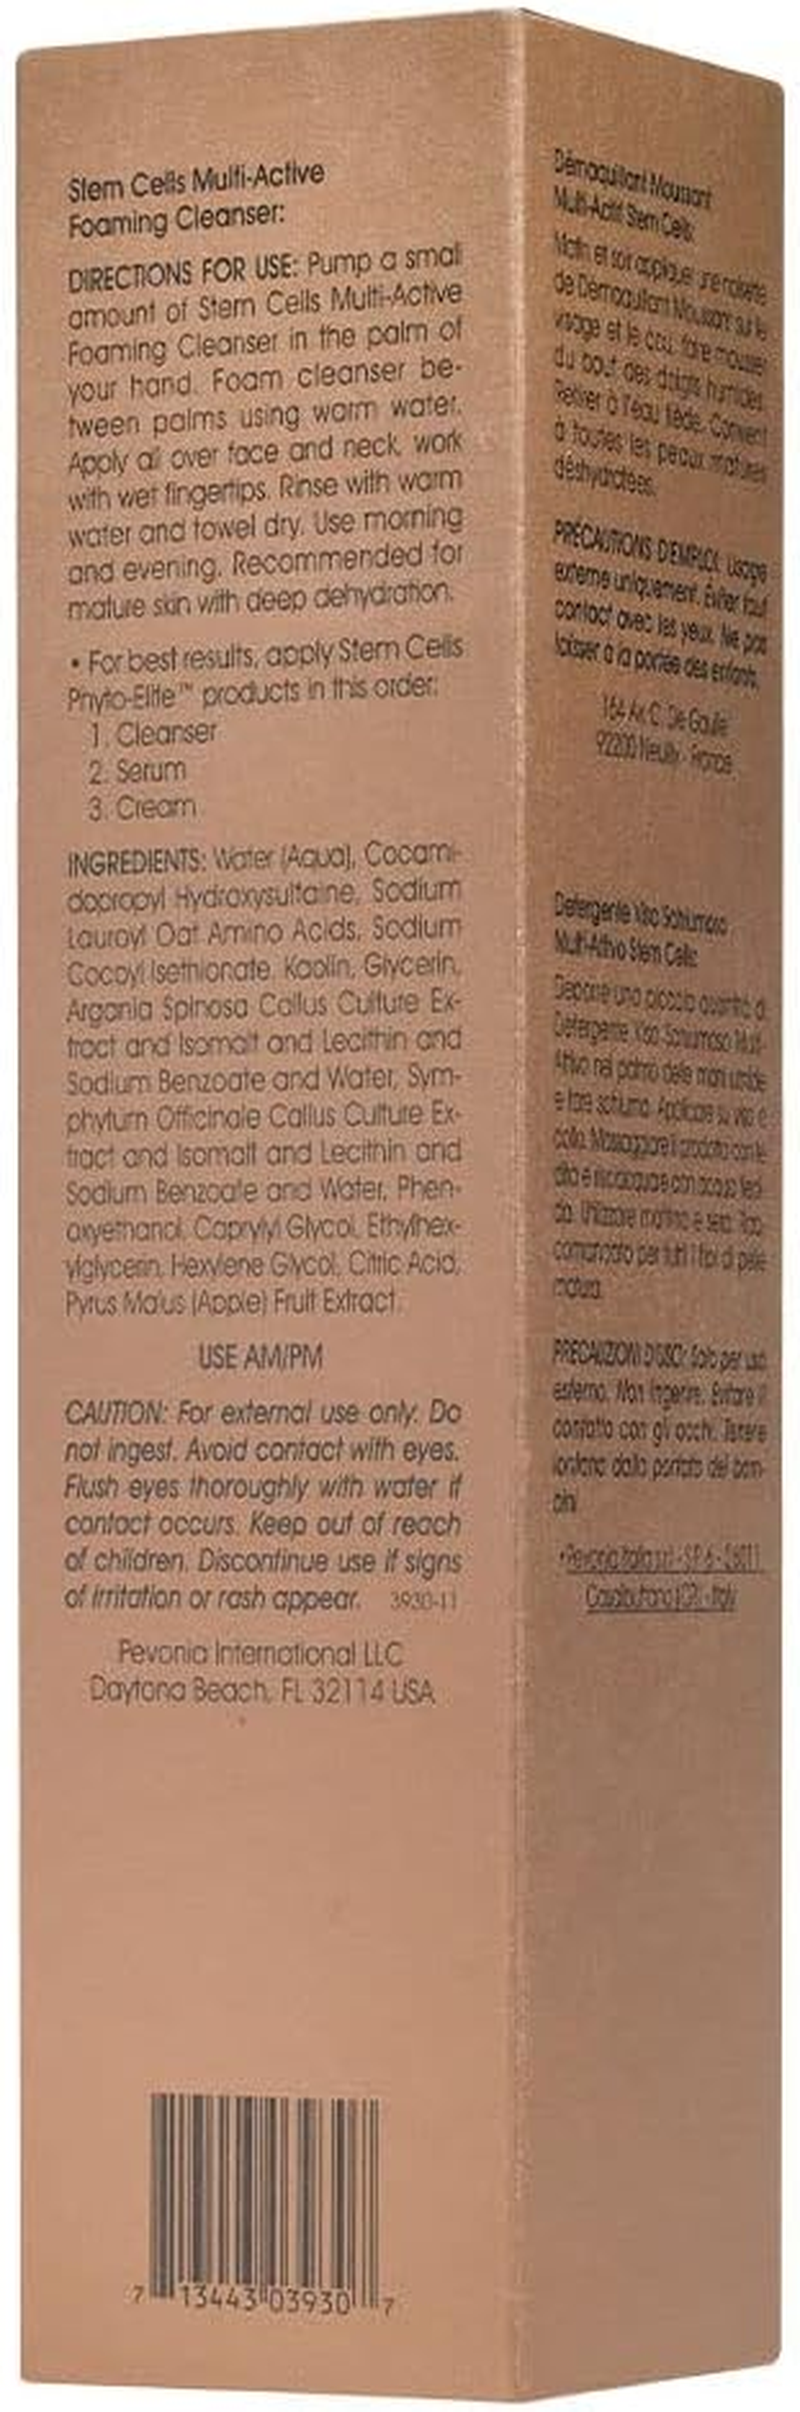 Stem Cells Multi-Active
Foaming Cleanser:
DIRECTIONS FOR USE: Pump a small
amount of Stem Cells Multi-Active
Foaming Cleanser in the palm of
your hand. Foam cleanser be-
tween palms using warm water.
Apply all over face and neck, work
with wet fingertips. Rinse with warm
water and towel dry. Use morning
and evening. Recommended for
mature skin with deep dehydration.
• For best results, apply Stem Cells
Phyto-Elite™ products in this order:
1. Cleanser
2. Serum
3. Cream
INGREDIENTS: Water (Aqua), Cocami-
dopropyl Hydroxysultaine, Sodium
Lauroyl Oat Amino Acids, Sodium
Cocoyl Isethionate, Kaolin, Glycerin,
Argania Spinosa Callus Culture Ex-
tract and Isomalt and Lecithin and
Sodium Benzoate and Water, Sym-
phytum Officinale Callus Culture Ex-
tract and Isomalt and Lecithin and
Sodium Benzoate and Water, Phen-
oxyethanol, Caprylyl Glycol, Ethylhex-
ylglycerin, Hexylene Glycol, Citric Acid,
Pyrus Malus (Apple) Fruit Extract.
USE AM/PM
CAUTION: For external use only. Do
not ingest. Avoid contact with eyes.
Flush eyes thoroughly with water if
contact occurs. Keep out of reach
of children. Discontinue use if signs
of irritation or rash appear. 3930-11
Pevonia International LLC
Daytona Beach, FL 32114 USA
7 13443 03930 7
Démaquillant Moussant
Multi-Actif Stem Cells:
Matin et soir appliquer une noisette
de Démaquillant Moussant sur le
visage et le cou, faire mousser
du bout des doigts humides.
Retirer à l'eau tiède. Convient
à toutes les peaux matures
déshydratées.
PRÉCAUTIONS D'EMPLOI: Usage
externe uniquement. Éviter tout
contact avec les yeux. Ne pas
laisser à la portée des enfants.
164 Av. C. De Gaulle
92200 Neuilly - France
Detergente Viso Schiumoso
Multi-Attivo Stem Cells:
Deporre una piccola quantità di
Detergente Viso Schiumoso Multi-
Attivo nel palmo delle mani umide
e fare schiuma. Applicare su viso e
collo. Massaggiare il prodotto con le
dita e risciacquare con acqua tiepi-
da. Utilizzare mattino e sera. Rac-
comandato per tutti i tipi di pelle
matura.
PRECAUZIONI D'USO: Solo per uso
esterno. Non ingerire. Evitare il
contatto con gli occhi. Tenere
lontano dalla portata dei bam-
bini.
•Pevonia Italia s.r.l - S.P. 6 - 26011
Casalbuttano (CR) - Italy